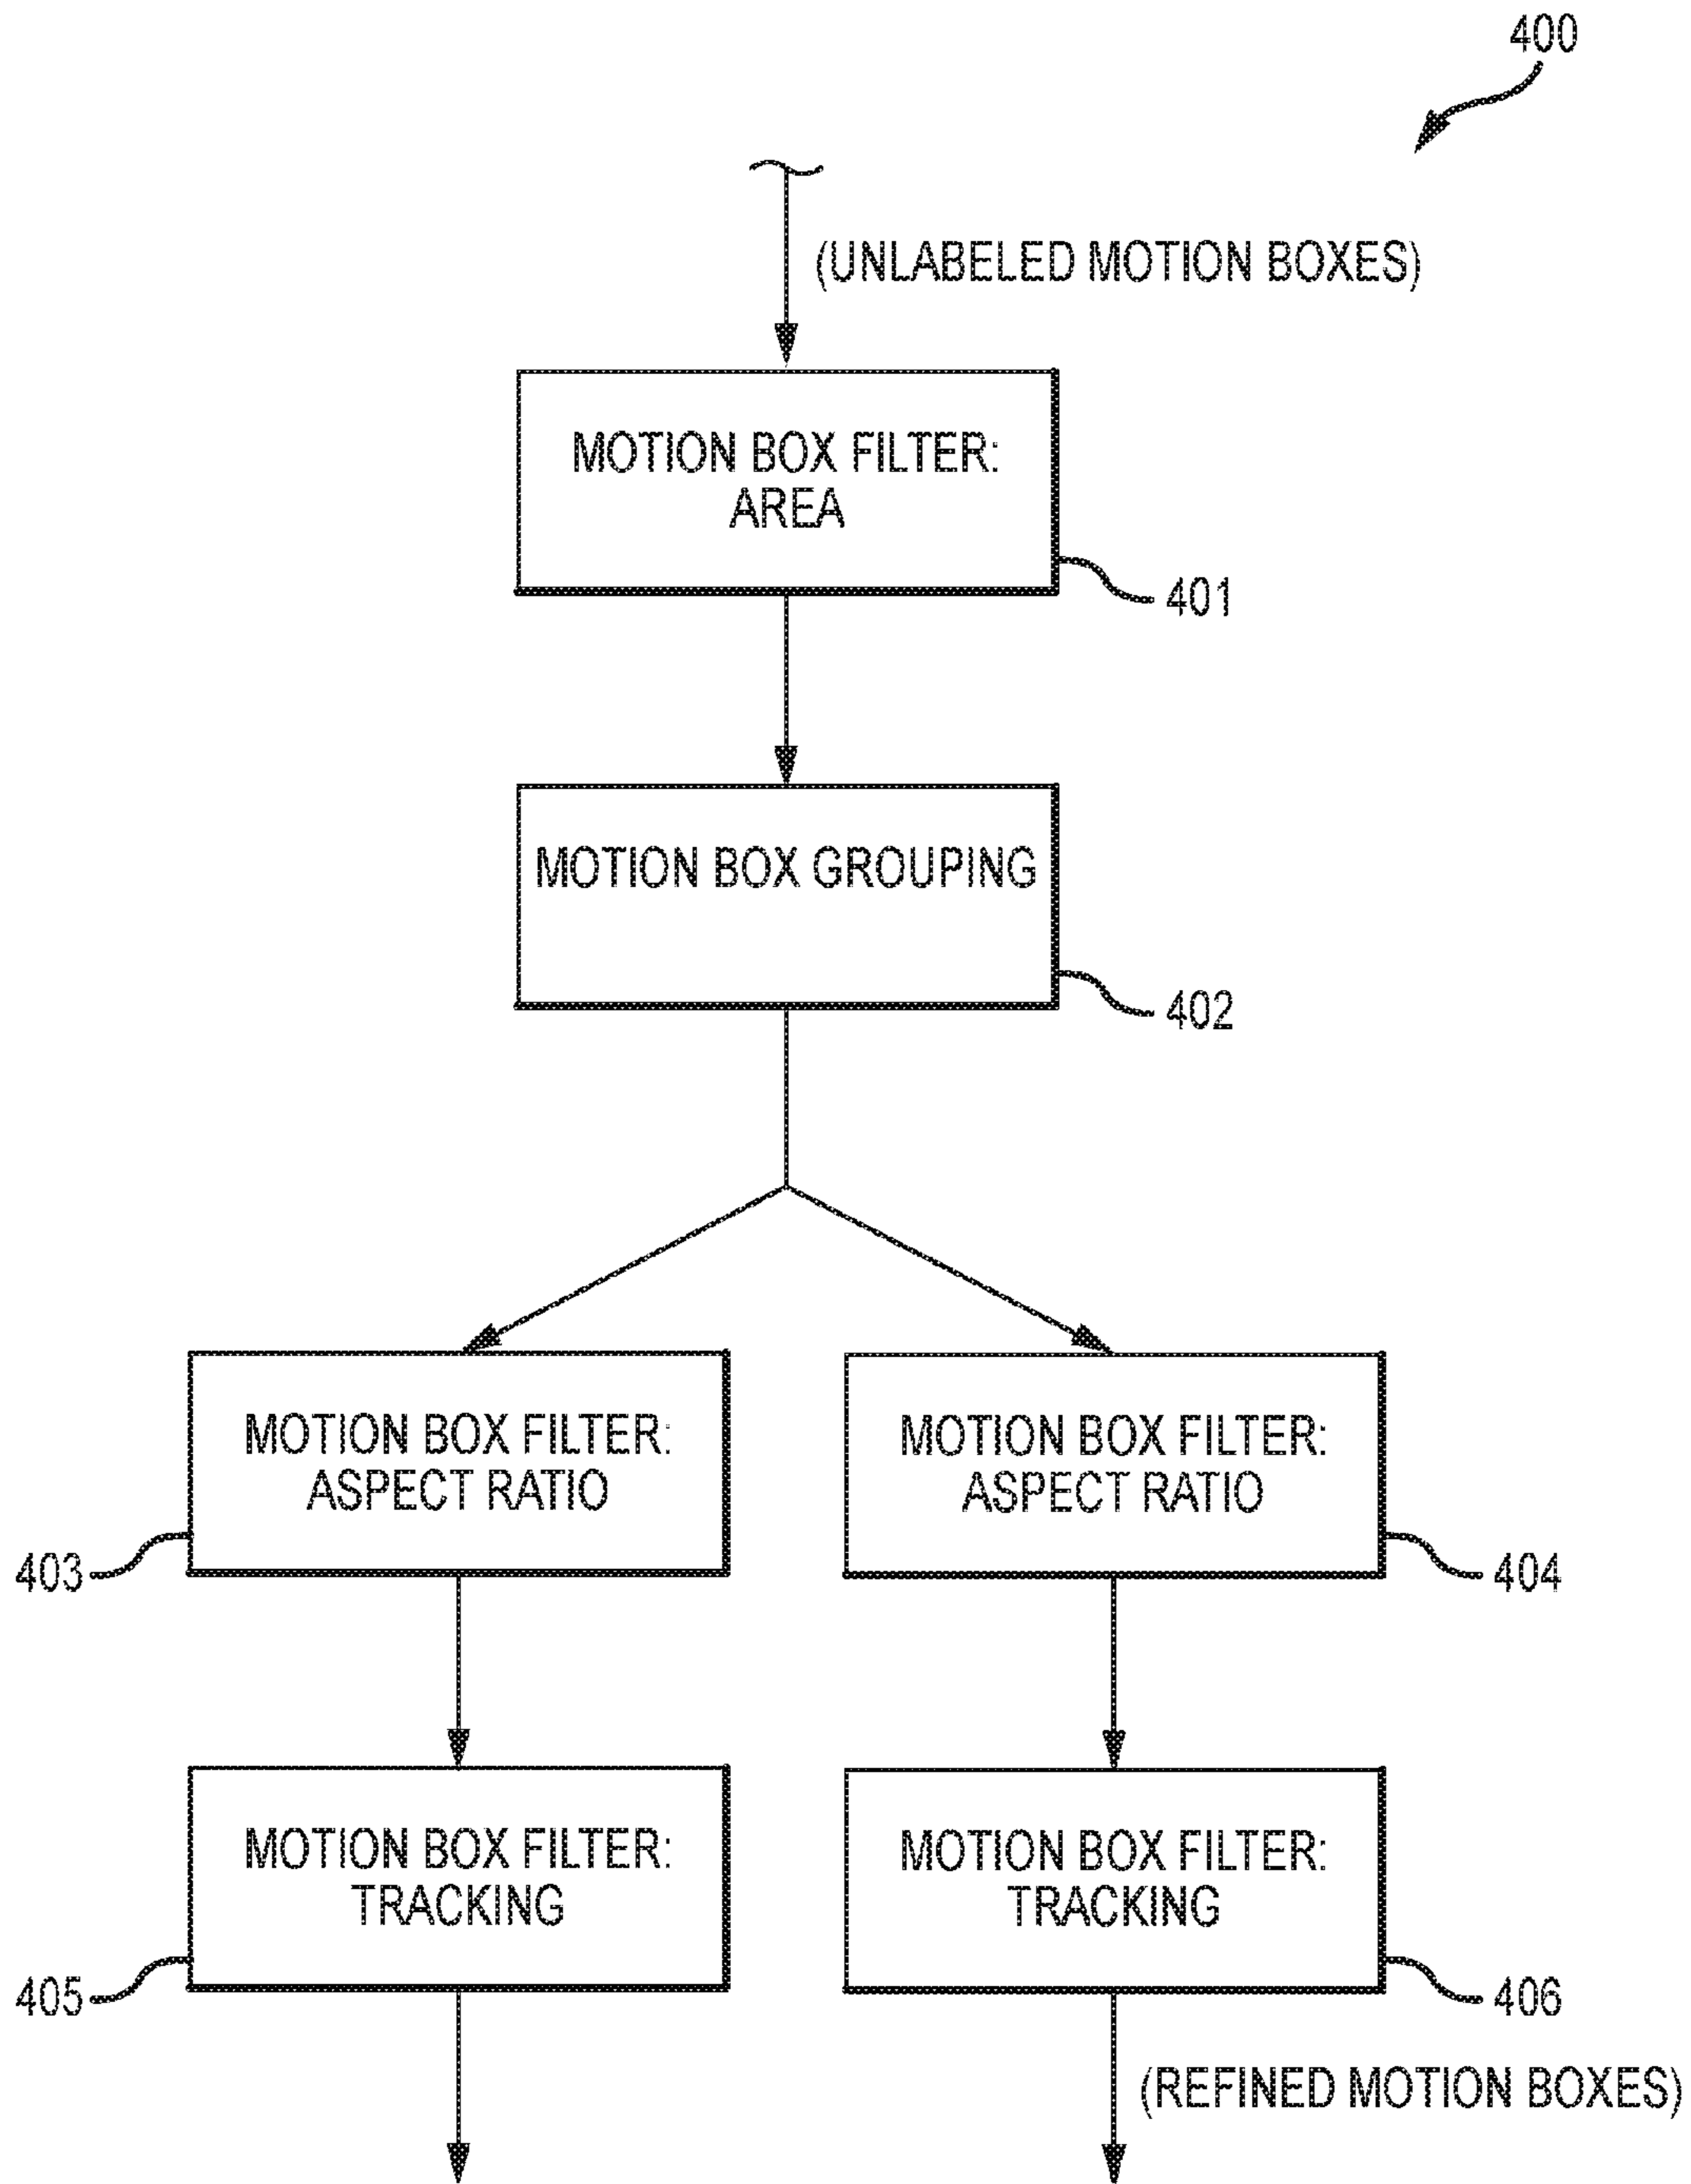 400
(UNLABELED MOTION BOXES)
MOTION BOX FILTER:
AREA
401
MOTION BOX GROUPING
402
MOTION BOX FILTER:
ASPECT RATIO
403
MOTION BOX FILTER:
ASPECT RATIO
404
MOTION BOX FILTER:
TRACKING
405
MOTION BOX FILTER:
TRACKING
406
(REFINED MOTION BOXES)